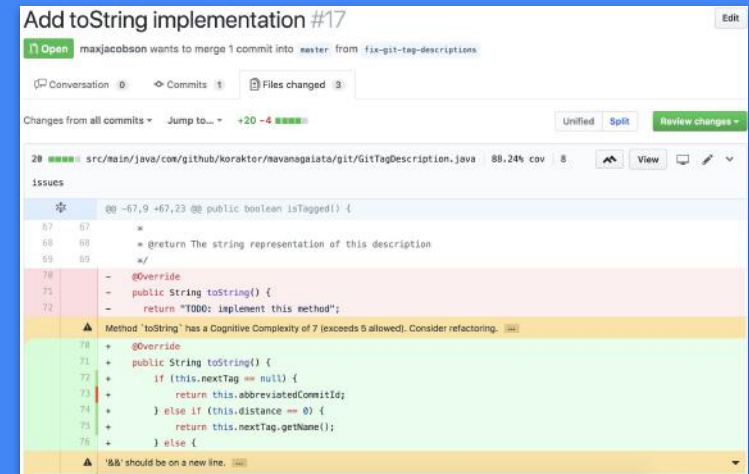 Add toString implementation #17
Edit
Open maxjacobson wants to merge 1 commit into master from fix-git-tag-descriptions
Conversation 0 Commits 1 Files changed 3
Changes from all commits Jump to... +20 -4
Unified Split Review changes
20 src/main/java/com/github/koraktor/mavanagaiata/git/GitTagDescription.java 88.24% cov 8 View
issues
@@ -67,9 +67,23 @@ public boolean isTagged() {
67 67 *
68 68 * @return The string representation of this description
69 69 */
70 - @Override
71 - public String toString() {
72 - return "TODO: implement this method";
Method `toString` has a Cognitive Complexity of 7 (exceeds 5 allowed). Consider refactoring. ...
70 + @Override
71 + public String toString() {
72 + if (this.nextTag == null) {
73 + return this.abbreviatedCommitId;
74 + } else if (this.distance == 0) {
75 + return this.nextTag.getName();
76 + } else {
'&&' should be on a new line. ...